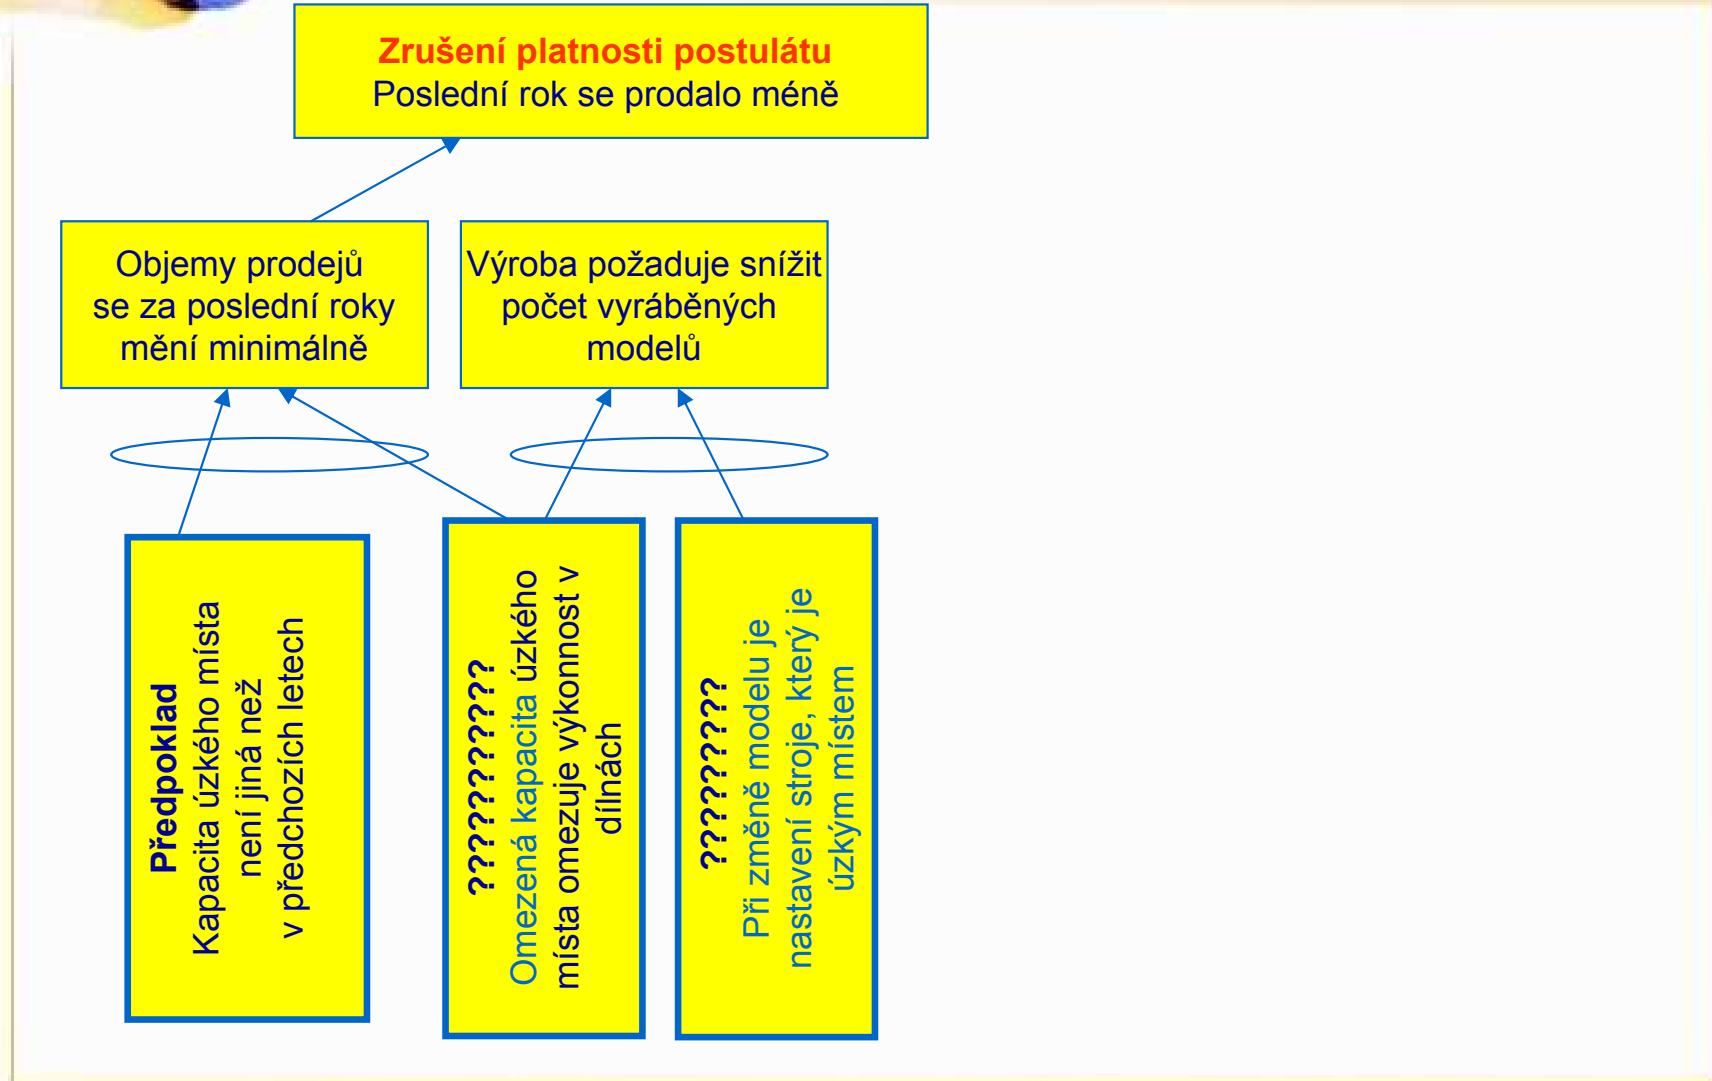 Zrušení platnosti postulátu
Poslední rok se prodalo méně
Objemy prodejů
se za poslední roky
mění minimálně
Výroba požaduje snížit
počet vyráběných
modelů
Předpoklad
Kapacita úzkého místa
není jiná než
v předchozích letech
???????????
Omezená kapacita úzkého
místa omezuje výkonnost v
dílnách
?????????
Při změně modelu je
nastavení stroje, který je
úzkým místem